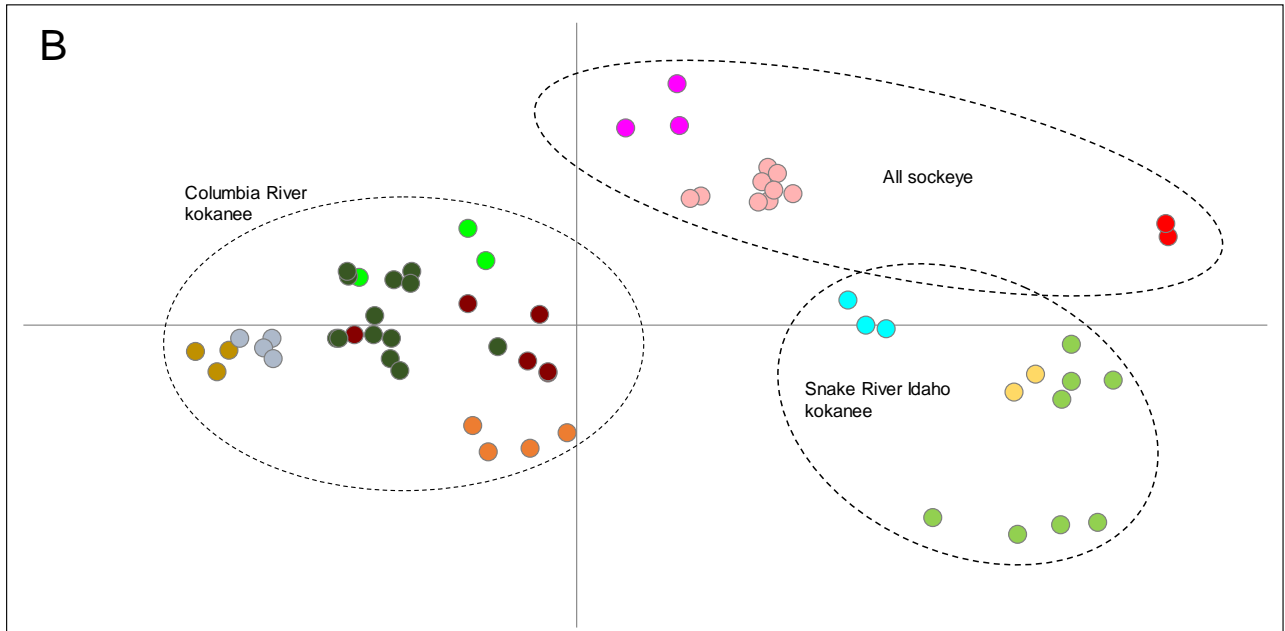 B
All sockeye
Columbia River
kokanee
Snake River Idaho
kokanee